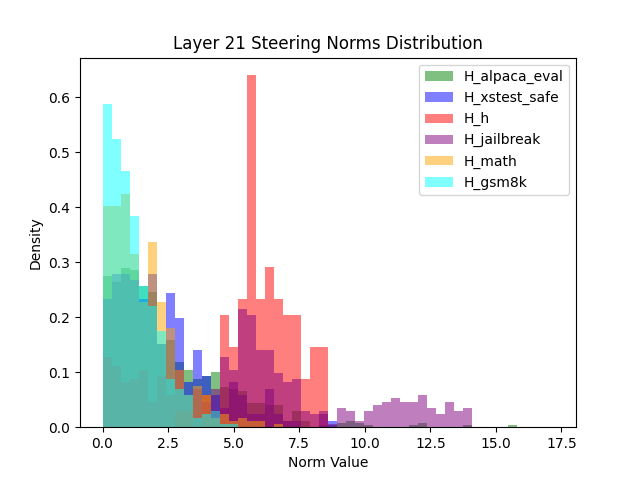 Layer 21 Steering Norms Distribution
H_alpaca_eval
H_xstest_safe
H_h
H_jailbreak
H_math
H_gsm8k
Density
0.6
0.5
0.4
0.3
0.2
0.1
0.0
0.0 2.5 5.0 7.5 10.0 12.5 15.0 17.5
Norm Value